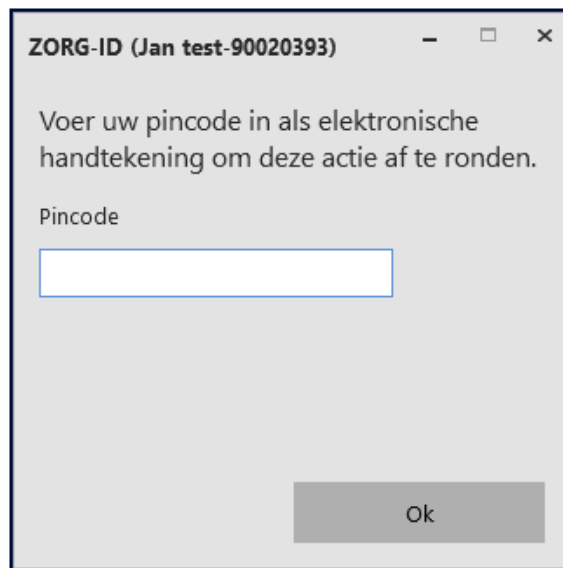 ZORG-ID (Jan test-90020393)
Voer uw pincode in als elektronische
handtekening om deze actie af te ronden.
Pincode
Ok